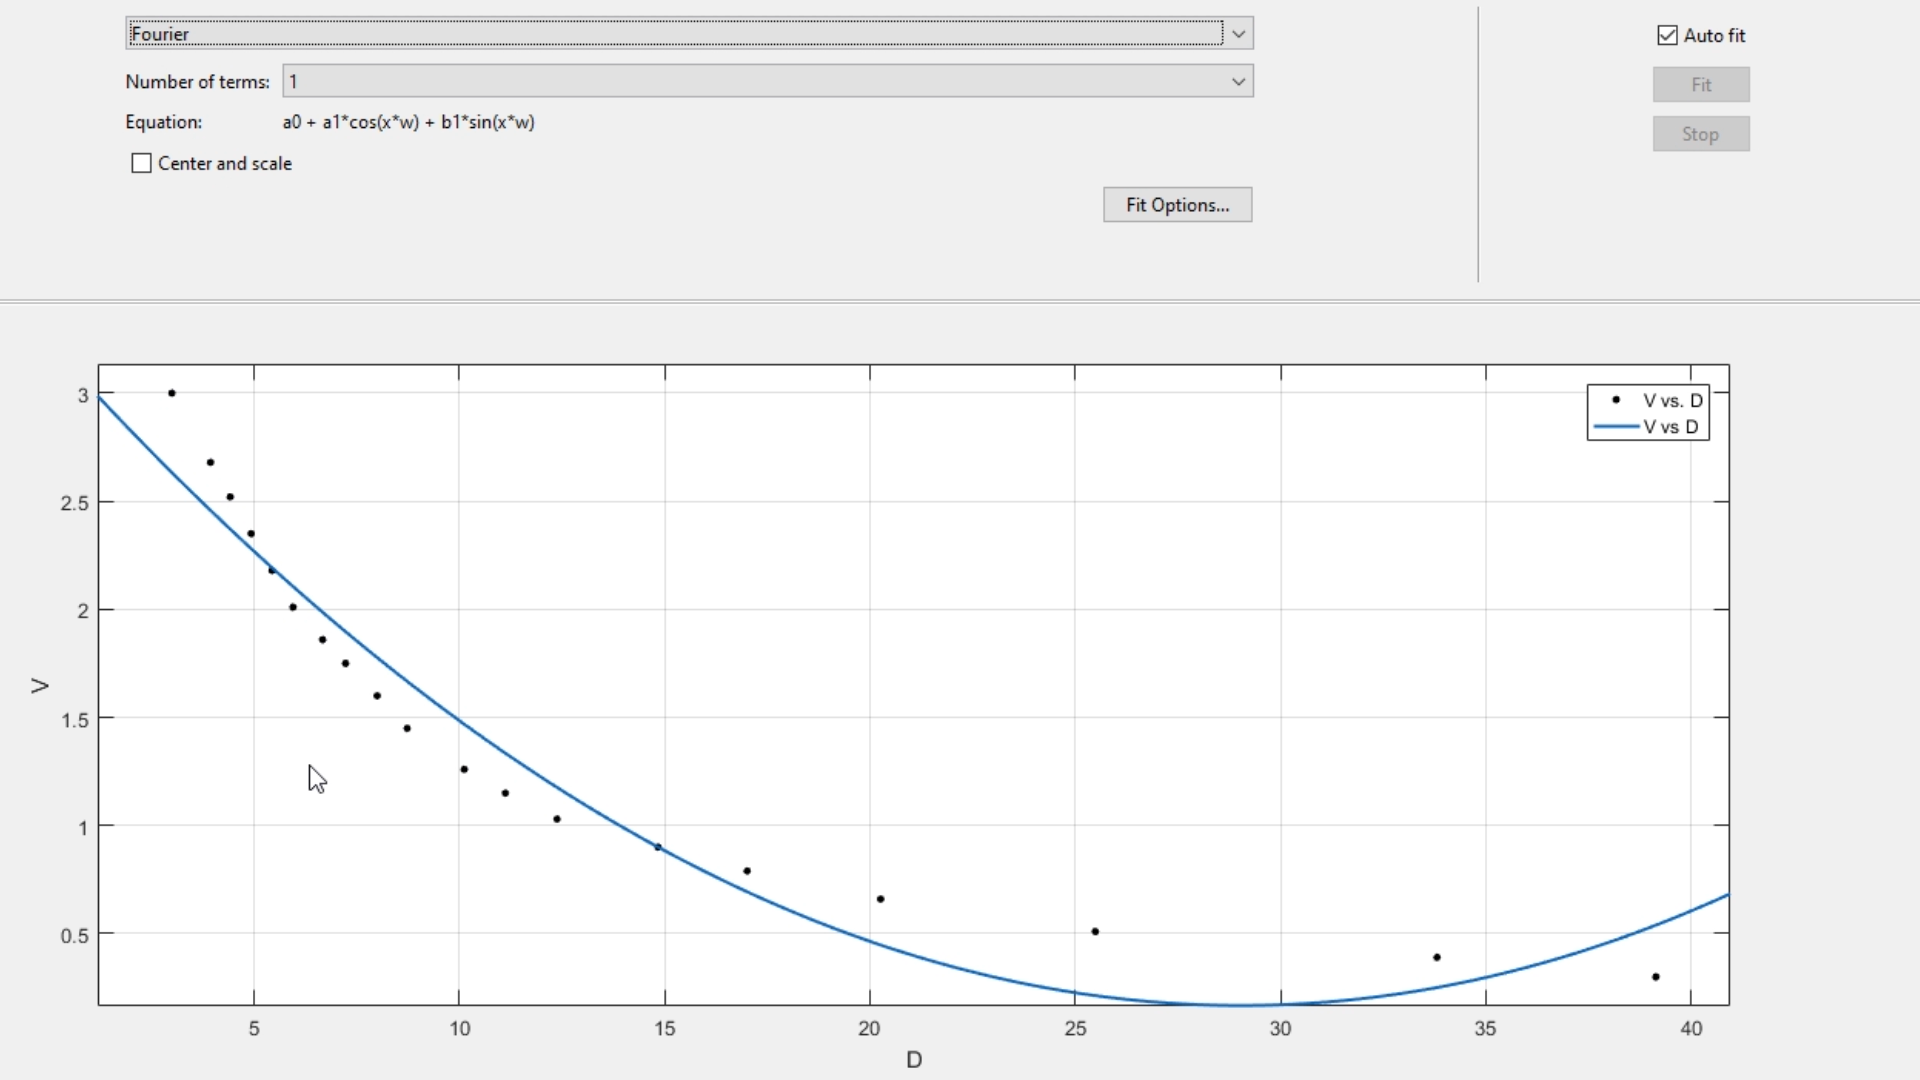 Fourier
Auto fit
Number of terms: 1
Fit
Equation: a0 + a1*cos(x*w) + b1*sin(x*w)
Stop
Center and scale
Fit Options...
3
2.5
2
1.5
1
0.5
V
V vs. D
V vs D
5 10 15 20 25 30 35 40
D